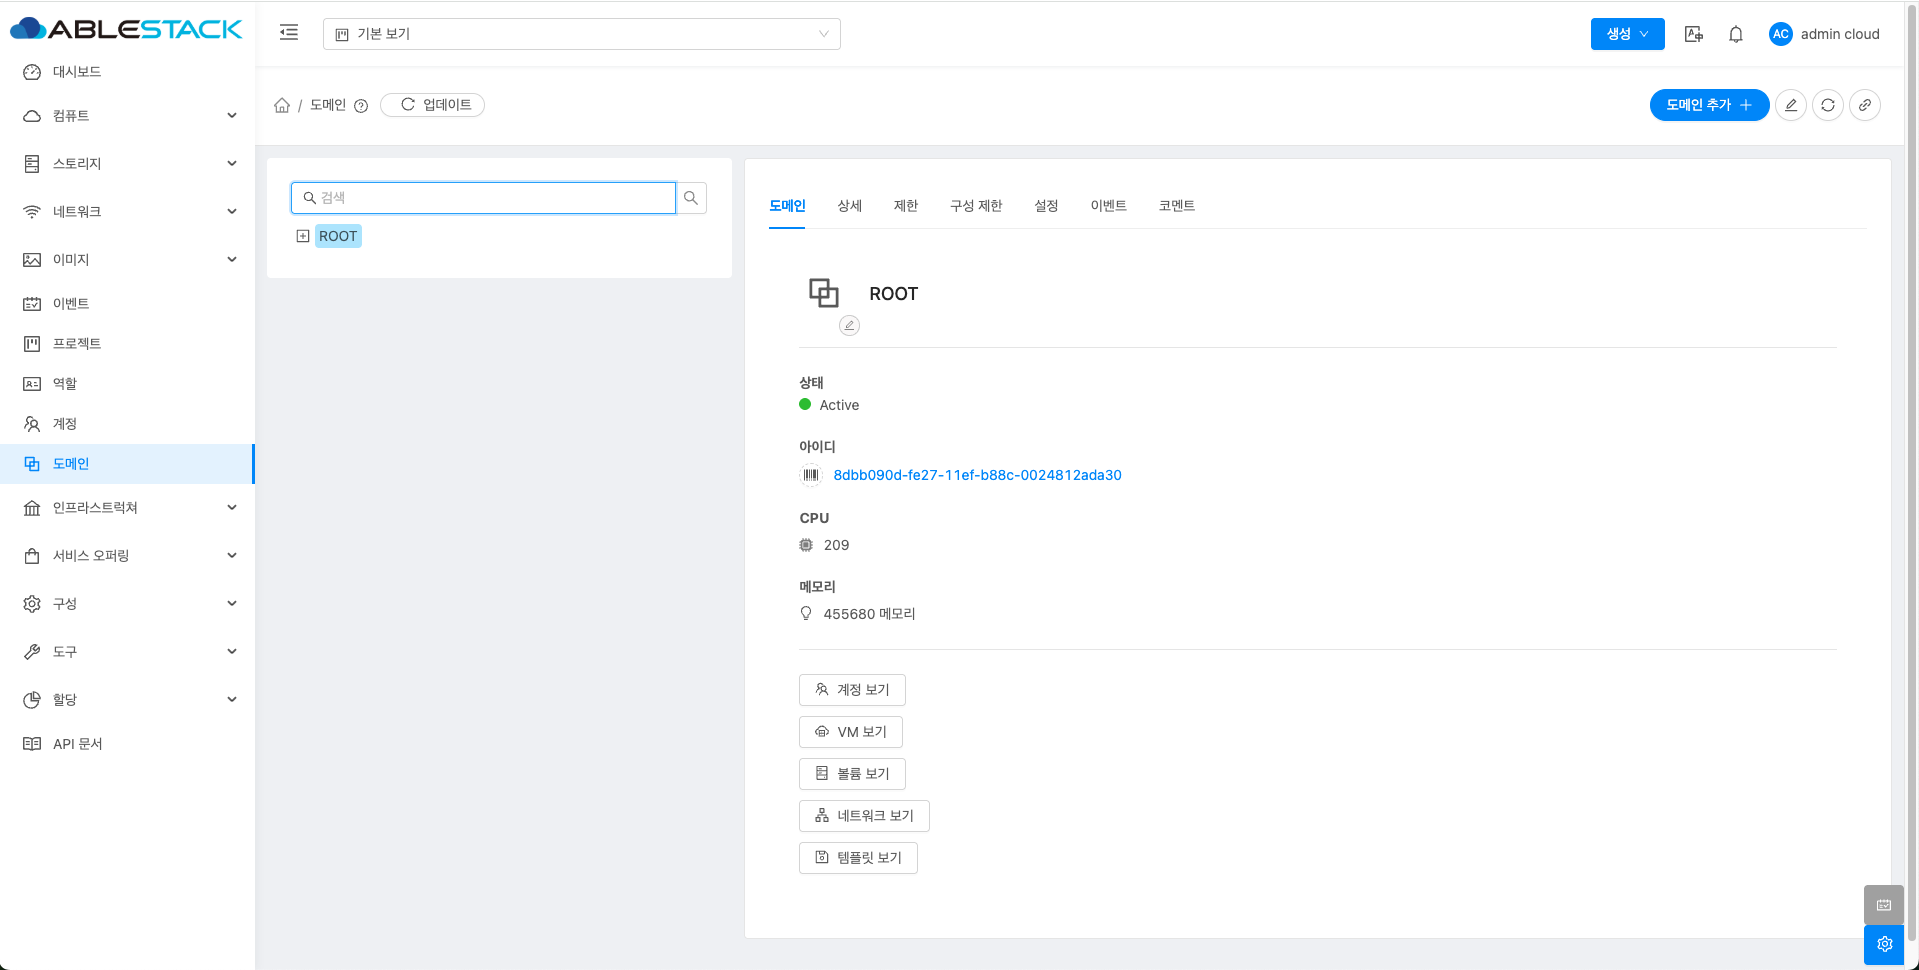 ABLESTACK
기본 보기
생성
AC
admin cloud
대시보드
컴퓨트
스토리지
네트워크
이미지
이벤트
프로젝트
역할
계정
도메인
인프라스트럭쳐
서비스 오퍼링
구성
도구
할당
API 문서
/ 도메인
업데이트
도메인 추가
검색
ROOT
도메인 상세 제한 구성 제한 설정 이벤트 코멘트
ROOT
상태
Active
아이디
8dbb090d-fe27-11ef-b88c-0024812ada30
CPU
209
메모리
455680 메모리
계정 보기
VM 보기
볼륨 보기
네트워크 보기
템플릿 보기